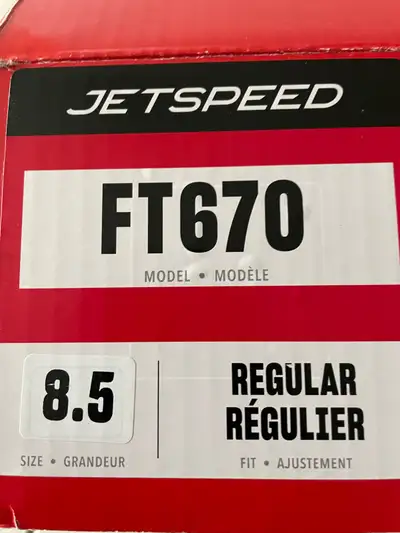 JETSPEED
FT670
MODEL • MODÈLE
8.5
SIZE • GRANDEUR
REGULAR
RÉGULIER
FIT • AJUSTEMENT